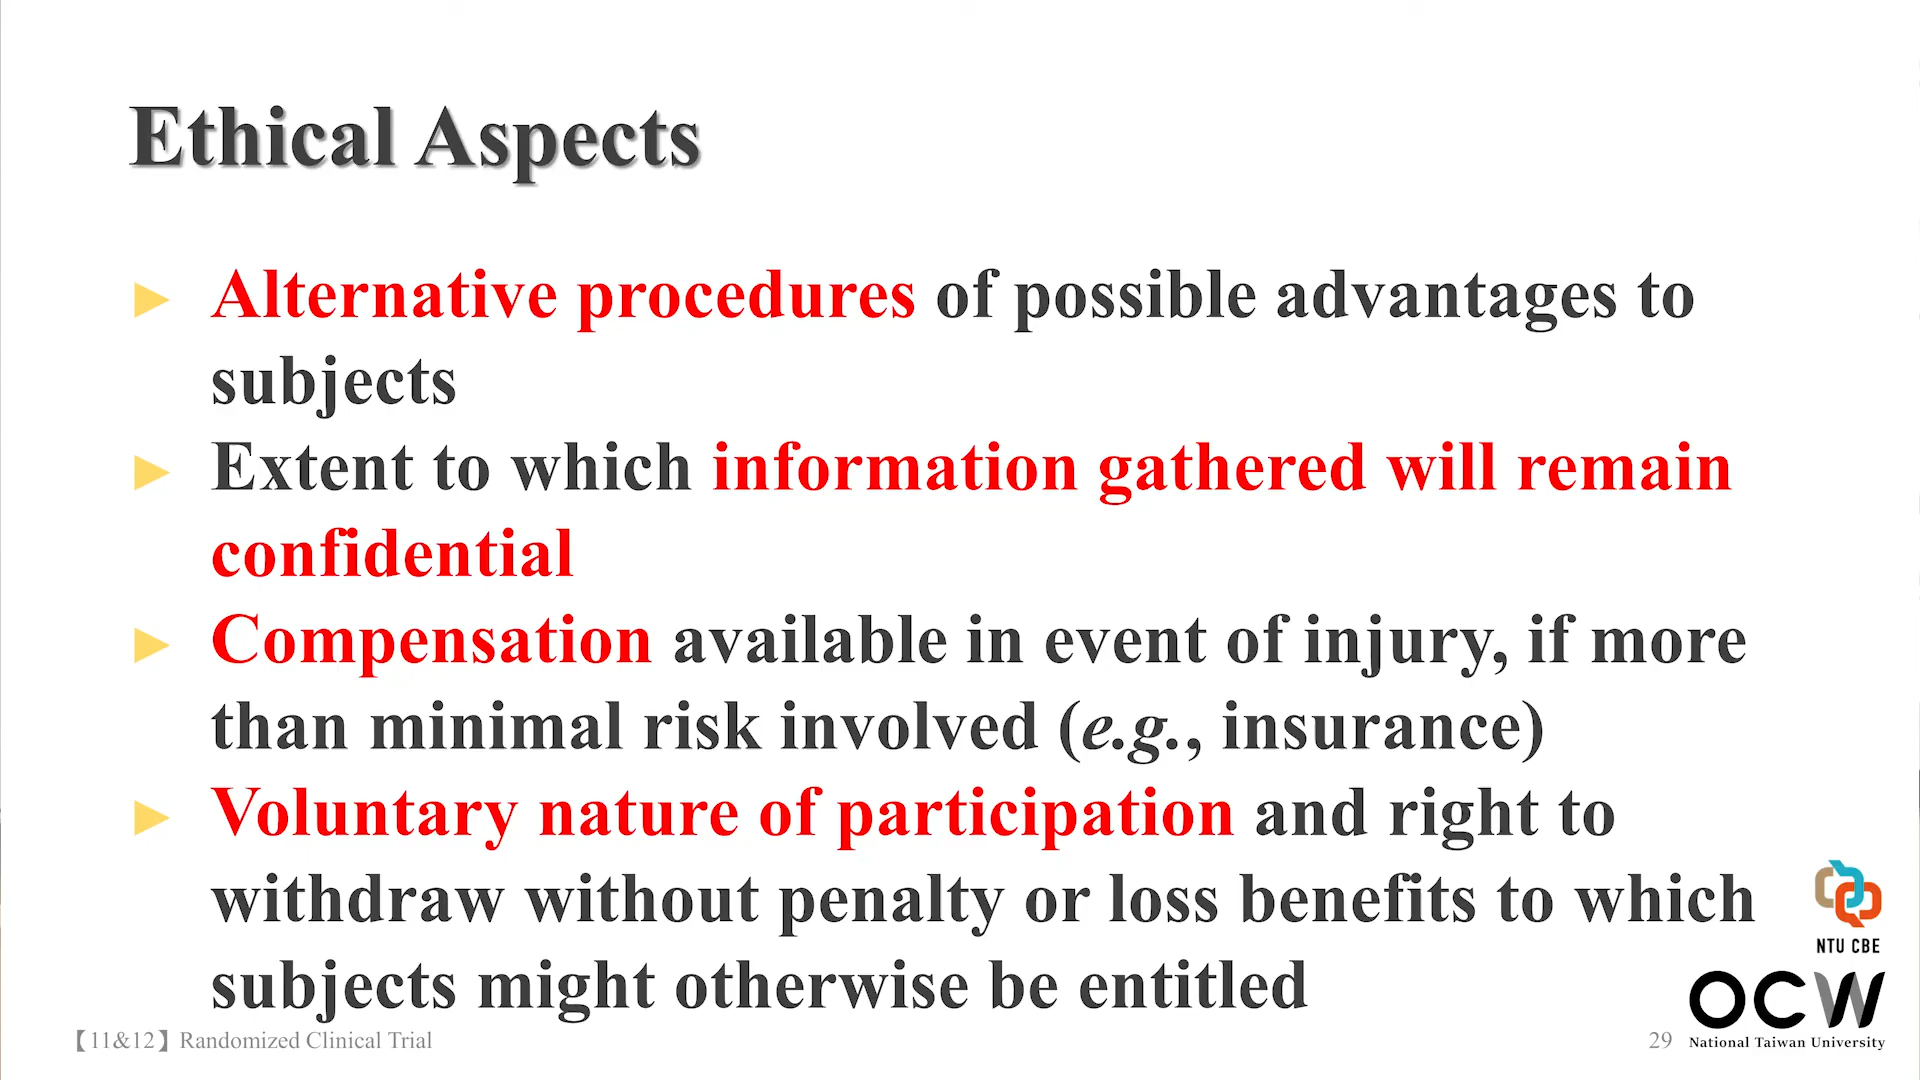 Ethical Aspects
► Alternative procedures of possible advantages to
subjects
► Extent to which information gathered will remain
confidential
► Compensation available in event of injury, if more
than minimal risk involved (e.g., insurance)
► Voluntary nature of participation and right to
withdraw without penalty or loss benefits to which
subjects might otherwise be entitled
NTU CBE
OCW
National Taiwan University
【11&12】Randomized Clinical Trial
29